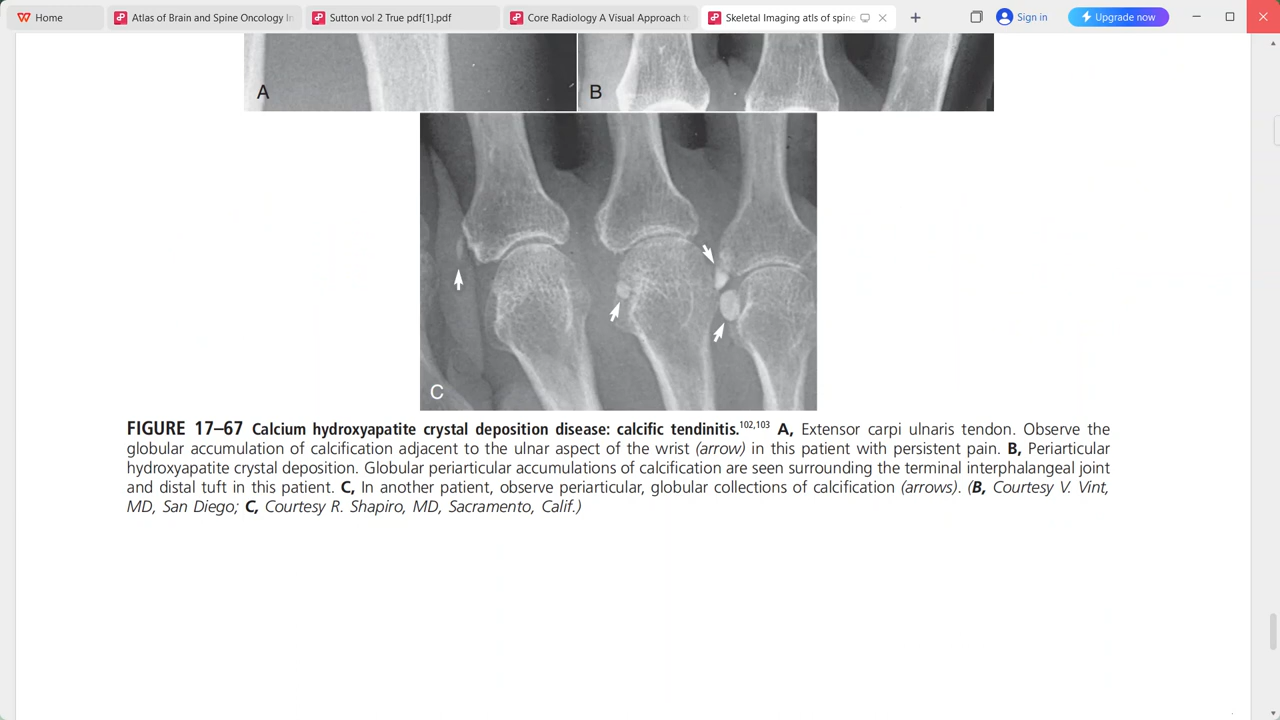 Home
Atlas of Brain and Spine Oncology I
Sutton vol 2 True pdf[1].pdf
Core Radiology A Visual Approach to
Skeletal Imaging atls of spine
Sign in
Upgrade now
A
B
C
FIGURE 17–67 Calcium hydroxyapatite crystal deposition disease: calcific tendinitis.102,103 A, Extensor carpi ulnaris tendon. Observe the
globular accumulation of calcification adjacent to the ulnar aspect of the wrist (arrow) in this patient with persistent pain. B, Periarticular
hydroxyapatite crystal deposition. Globular periarticular accumulations of calcification are seen surrounding the terminal interphalangeal joint
and distal tuft in this patient. C, In another patient, observe periarticular, globular collections of calcification (arrows). (B, Courtesy V. Vint,
MD, San Diego; C, Courtesy R. Shapiro, MD, Sacramento, Calif.)